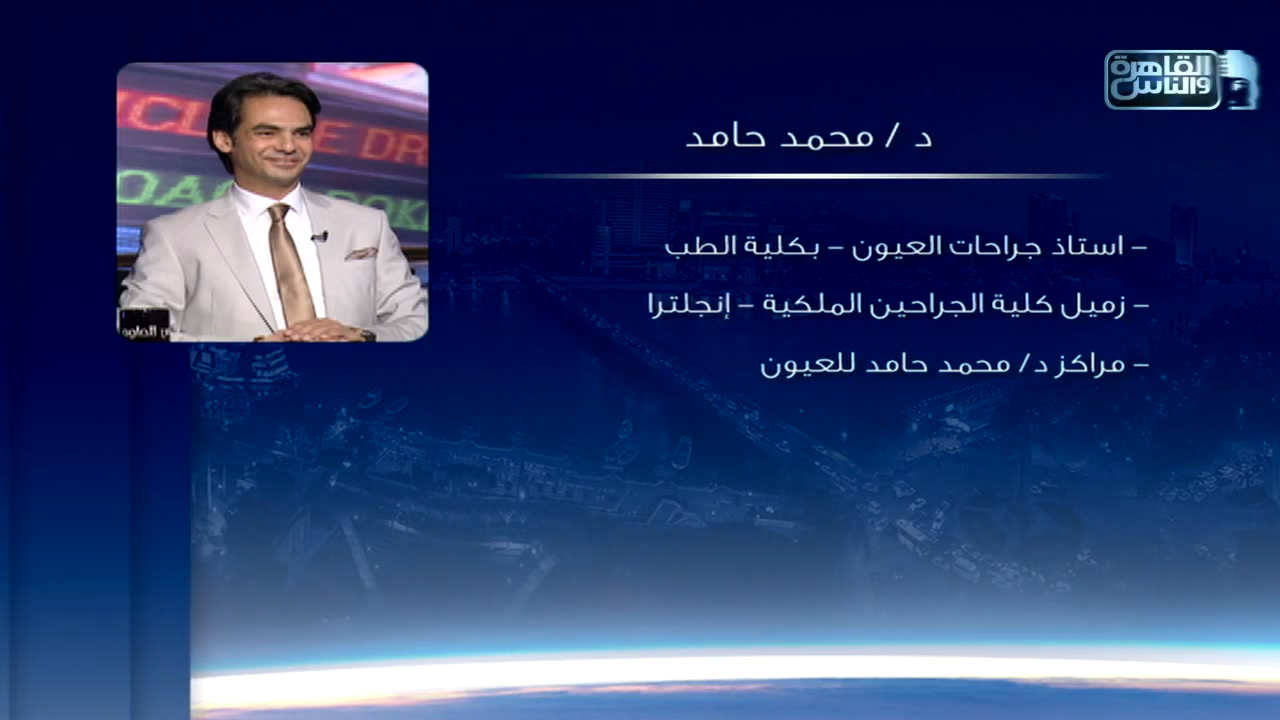 القاهرة
والناس
د / محمد حامد
– استاذ جراحات العيون – بكلية الطب
– زميل كلية الجراحين الملكية – إنجلترا
– مراكز د/ محمد حامد للعيون